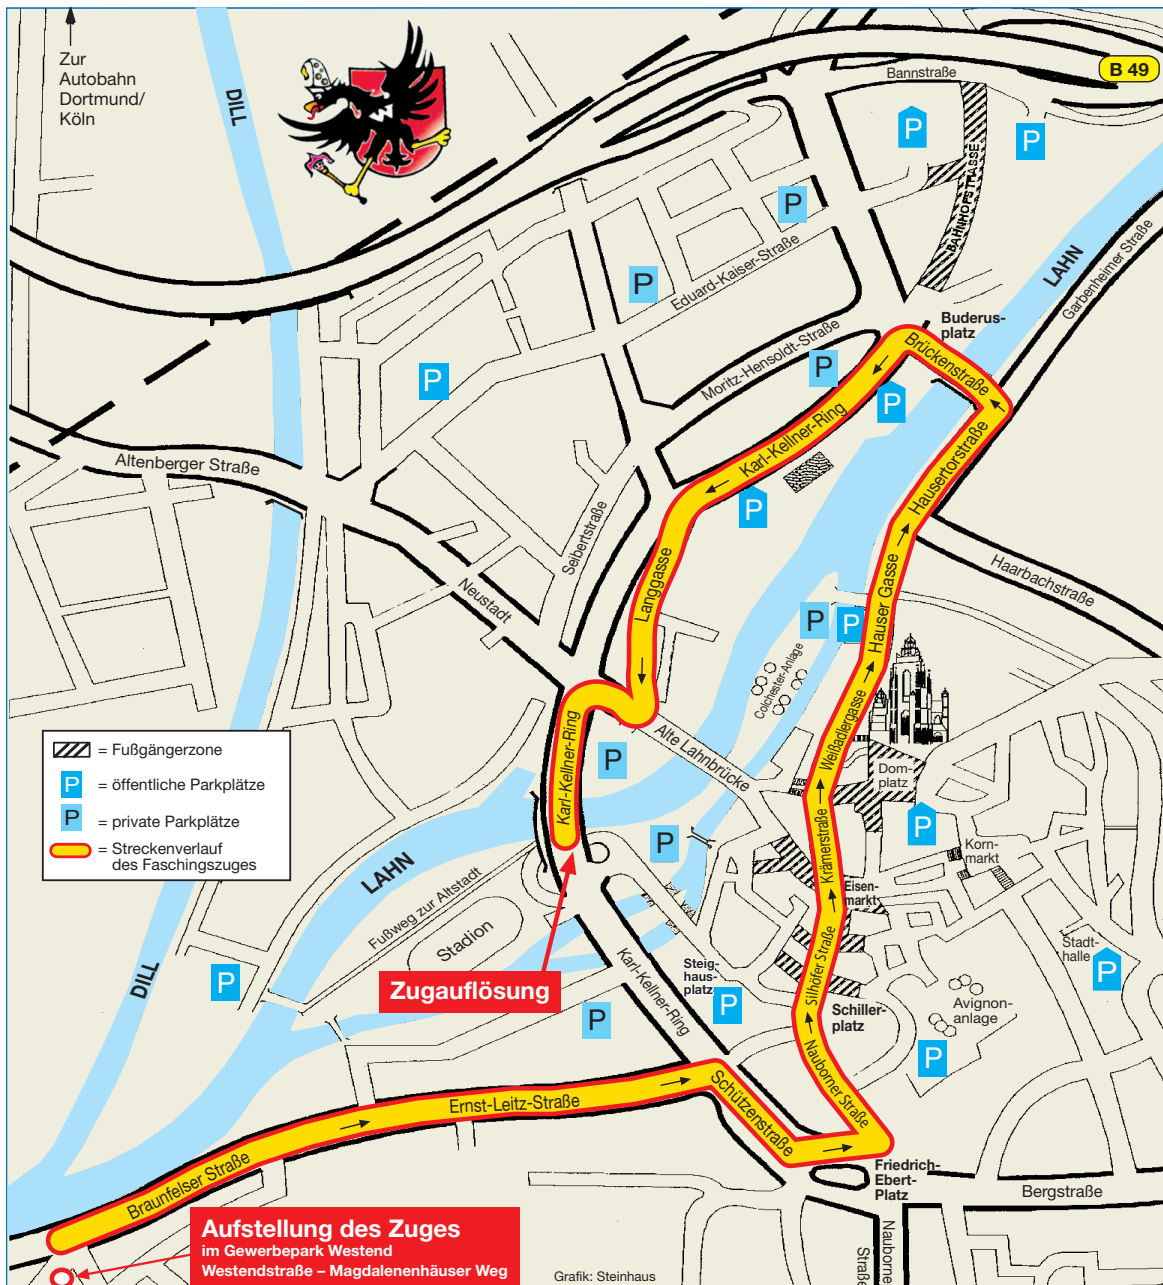 Zur
Autobahn
Dortmund/
Köln
DILL
B 49
Bannstraße
P
P
BAHNHOFSTRASSE
P
LAHN
Garbenheimer Straße
P
Eduard-Kaiser-Straße
Buderus-
platz
Moritz-Hensoldt-Straße
Brückenstraße
P
P
P
Karl-Kellner-Ring
Hausertorstraße
Altenberger Straße
P
Seibertstraße
Haarbachstraße
Neustadt
Langgasse
Hauser Gasse
P
P
Colchester-Anlage
Karl-Kellner-Ring
Alte Lahnbrücke
Weißadlergasse
= Fußgängerzone
P
= öffentliche Parkplätze
P
= private Parkplätze
= Streckenverlauf
des Faschingszuges
P
Dom-
platz
P
P
Krämerstraße
Korn-
markt
LAHN
Fußweg zur Altstadt
Eisen-
markt
Stadion
Karl-Kellner-Ring
Silhöfer Straße
Stadt-
halle
P
DILL
P
Zugauflösung
Steig-
haus-
platz
P
P
Schiller-
platz
Avignon-
anlage
P
Nauborner Straße
Schützenstraße
Ernst-Leitz-Straße
Braunfelser Straße
Friedrich-
Ebert-
Platz
Bergstraße
Aufstellung des Zuges
im Gewerbepark Westend
Westendstraße – Magdalenenhäuser Weg
Grafik: Steinhaus
Nauborner
Straße